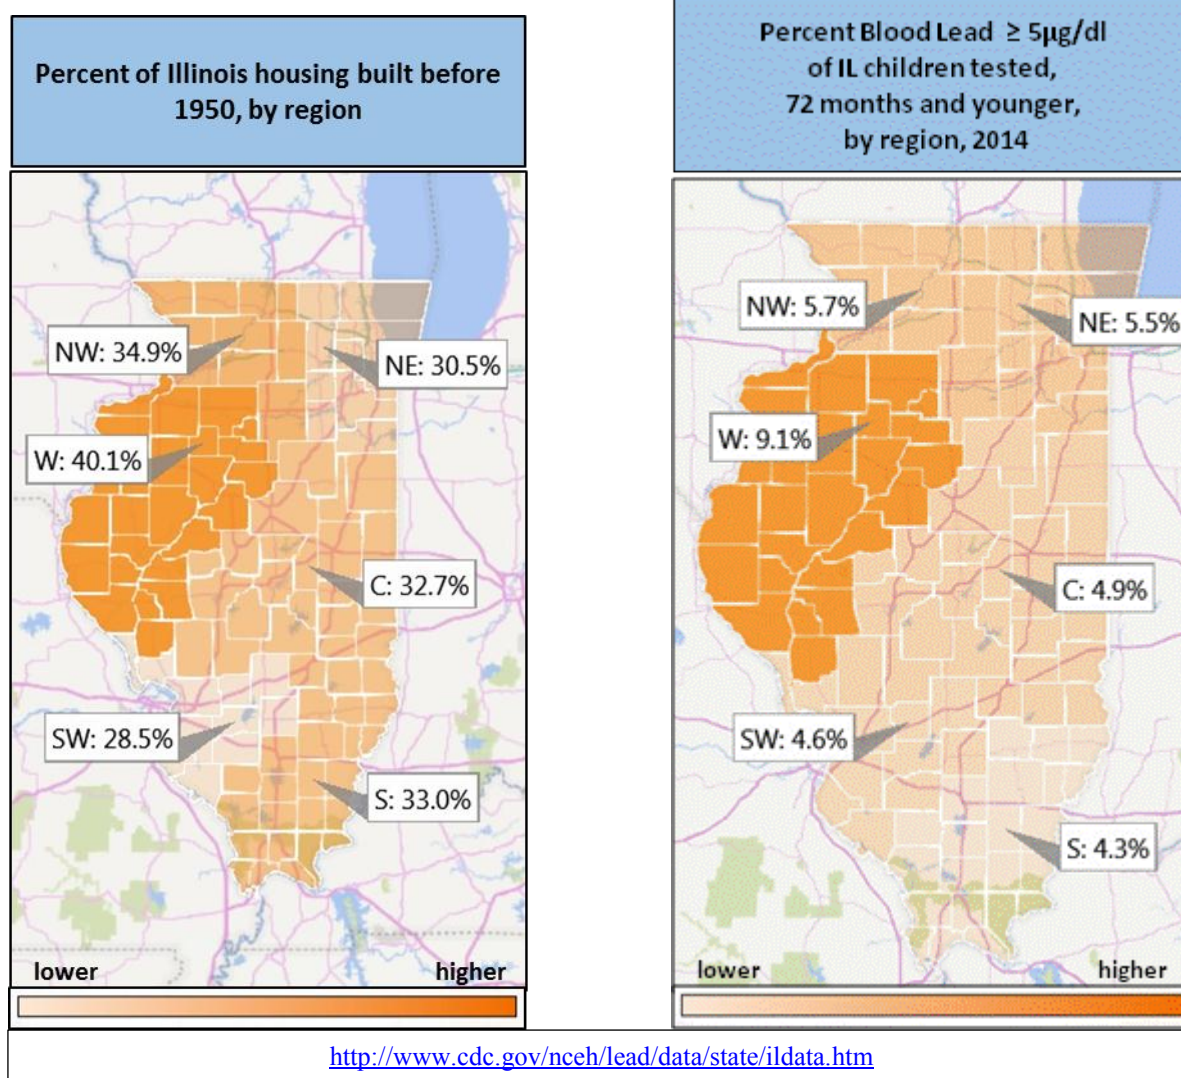 Percent of Illinois housing built before
1950, by region
NW: 34.9%
NE: 30.5%
W: 40.1%
C: 32.7%
SW: 28.5%
S: 33.0%
lower higher
Percent Blood Lead ≥ 5µg/dl
of IL children tested,
72 months and younger,
by region, 2014
NW: 5.7%
NE: 5.5%
W: 9.1%
C: 4.9%
SW: 4.6%
S: 4.3%
lower higher
http://www.cdc.gov/nceh/lead/data/state/ildata.htm